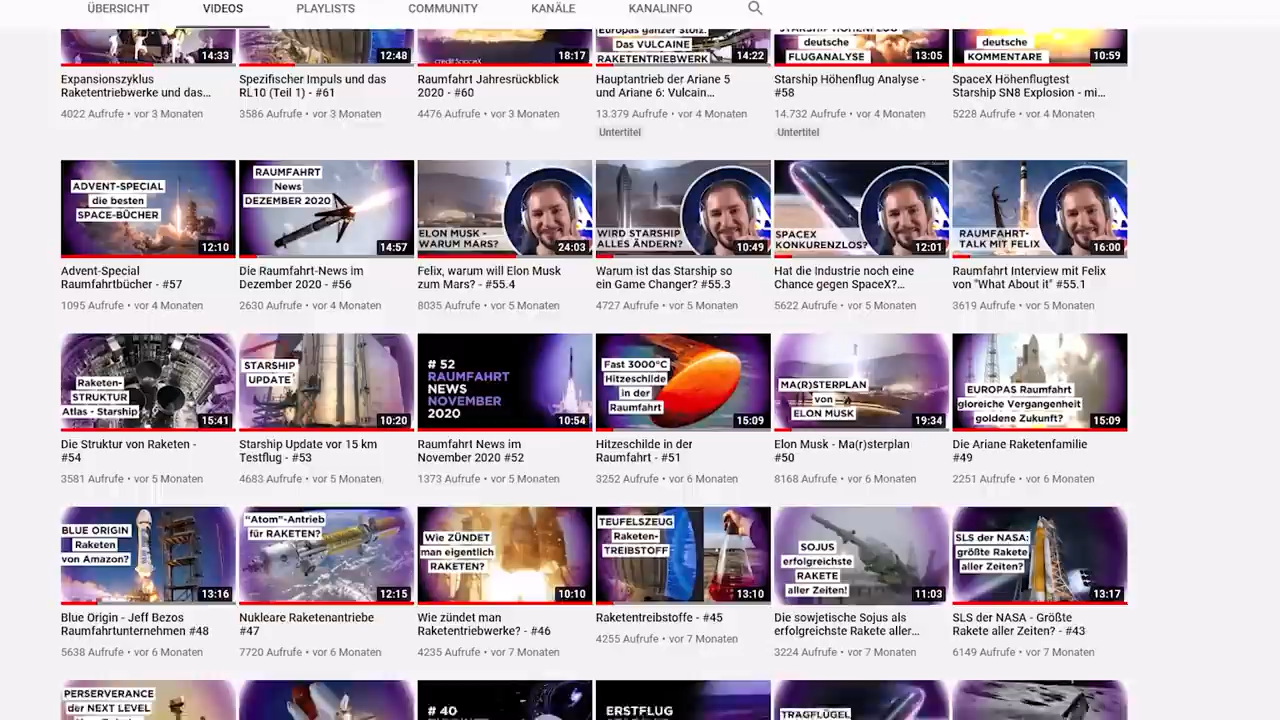 ÜBERSICHT VIDEOS PLAYLISTS COMMUNITY KANÄLE KANALINFO
Europas ganzer Stolz:
Das VULCAINE
RAKETENTRIEBWERK
STARSHIP HÖHENFLUG
deutsche
FLUGANALYSE
deutsche
KOMMENTARE
credit SpaceX
14:33 12:48 18:17 14:22 13:05 10:59
Expansionszyklus
Raketentriebwerke und das...
4022 Aufrufe • vor 3 Monaten
Spezifischer Impuls und das
RL10 (Teil 1) - #61
3586 Aufrufe • vor 3 Monaten
Raumfahrt Jahresrückblick
2020 - #60
4476 Aufrufe • vor 3 Monaten
Hauptantrieb der Ariane 5
und Ariane 6: Vulcain...
13.379 Aufrufe • vor 4 Monaten
Untertitel
Starship Höhenflug Analyse -
#58
14.732 Aufrufe • vor 4 Monaten
Untertitel
SpaceX Höhenflugtest
Starship SN8 Explosion - mi...
5228 Aufrufe • vor 4 Monaten
ADVENT-SPECIAL
die besten
SPACE-BÜCHER
12:10
Advent-Special
Raumfahrtbücher - #57
1095 Aufrufe • vor 4 Monaten
RAUMFAHRT
News
DEZEMBER 2020
14:57
Die Raumfahrt-News im
Dezember 2020 - #56
2630 Aufrufe • vor 4 Monaten
ELON MUSK -
WARUM MARS?
24:03
Felix, warum will Elon Musk
zum Mars? - #55.4
8035 Aufrufe • vor 5 Monaten
WIRD STARSHIP
ALLES ÄNDERN?
10:49
Warum ist das Starship so
ein Game Changer? #55.3
4727 Aufrufe • vor 5 Monaten
SPACEX
KONKURENZLOS?
12:01
Hat die Industrie noch eine
Chance gegen SpaceX?...
5622 Aufrufe • vor 5 Monaten
RAUMFAHRT-
TALK MIT FELIX
16:00
Raumfahrt Interview mit Felix
von "What About it" #55.1
3619 Aufrufe • vor 5 Monaten
Raketen-
STRUKTUR
Atlas - Starship
15:41
Die Struktur von Raketen -
#54
3581 Aufrufe • vor 5 Monaten
STARSHIP
UPDATE
10:20
Starship Update vor 15 km
Testflug - #53
4683 Aufrufe • vor 5 Monaten
# 52
RAUMFAHRT
NEWS
NOVEMBER
2020
10:54
Raumfahrt News im
November 2020 #52
1373 Aufrufe • vor 5 Monaten
Fast 3000°C
Hitzeschilde
in der
Raumfahrt
15:09
Hitzeschilde in der
Raumfahrt - #51
3252 Aufrufe • vor 6 Monaten
MA(R)STERPLAN
von
ELON MUSK
19:34
Elon Musk - Ma(r)sterplan
#50
8168 Aufrufe • vor 6 Monaten
EUROPAS Raumfahrt
gloreiche Vergangenheit
goldene Zukunft?
15:09
Die Ariane Raketenfamilie
#49
2251 Aufrufe • vor 6 Monaten
BLUE ORIGIN
Raketen
von Amazon?
13:16
Blue Origin - Jeff Bezos
Raumfahrtunternehmen #48
5638 Aufrufe • vor 6 Monaten
"Atom"-Antrieb
für RAKETEN?
12:15
Nukleare Raketenantriebe
#47
7720 Aufrufe • vor 6 Monaten
Wie ZÜNDET
man eigentlich
RAKETEN?
10:10
Wie zündet man
Raketentriebwerke? - #46
4235 Aufrufe • vor 7 Monaten
TEUFELSZEUG
Raketen-
TREIBSTOFF
13:10
Raketentreibstoffe - #45
4255 Aufrufe • vor 7 Monaten
SOJUS
erfolgreichste
RAKETE
aller Zeiten!
11:03
Die sowjetische Sojus als
erfolgreichste Rakete aller...
3224 Aufrufe • vor 7 Monaten
SLS der NASA:
größte Rakete
aller Zeiten?
13:17
SLS der NASA - Größte
Rakete aller Zeiten? - #43
6149 Aufrufe • vor 7 Monaten
PERSERVERANCE
der NEXT LEVEL
# 40
ERSTFLUG
TRAGFLÜGEL